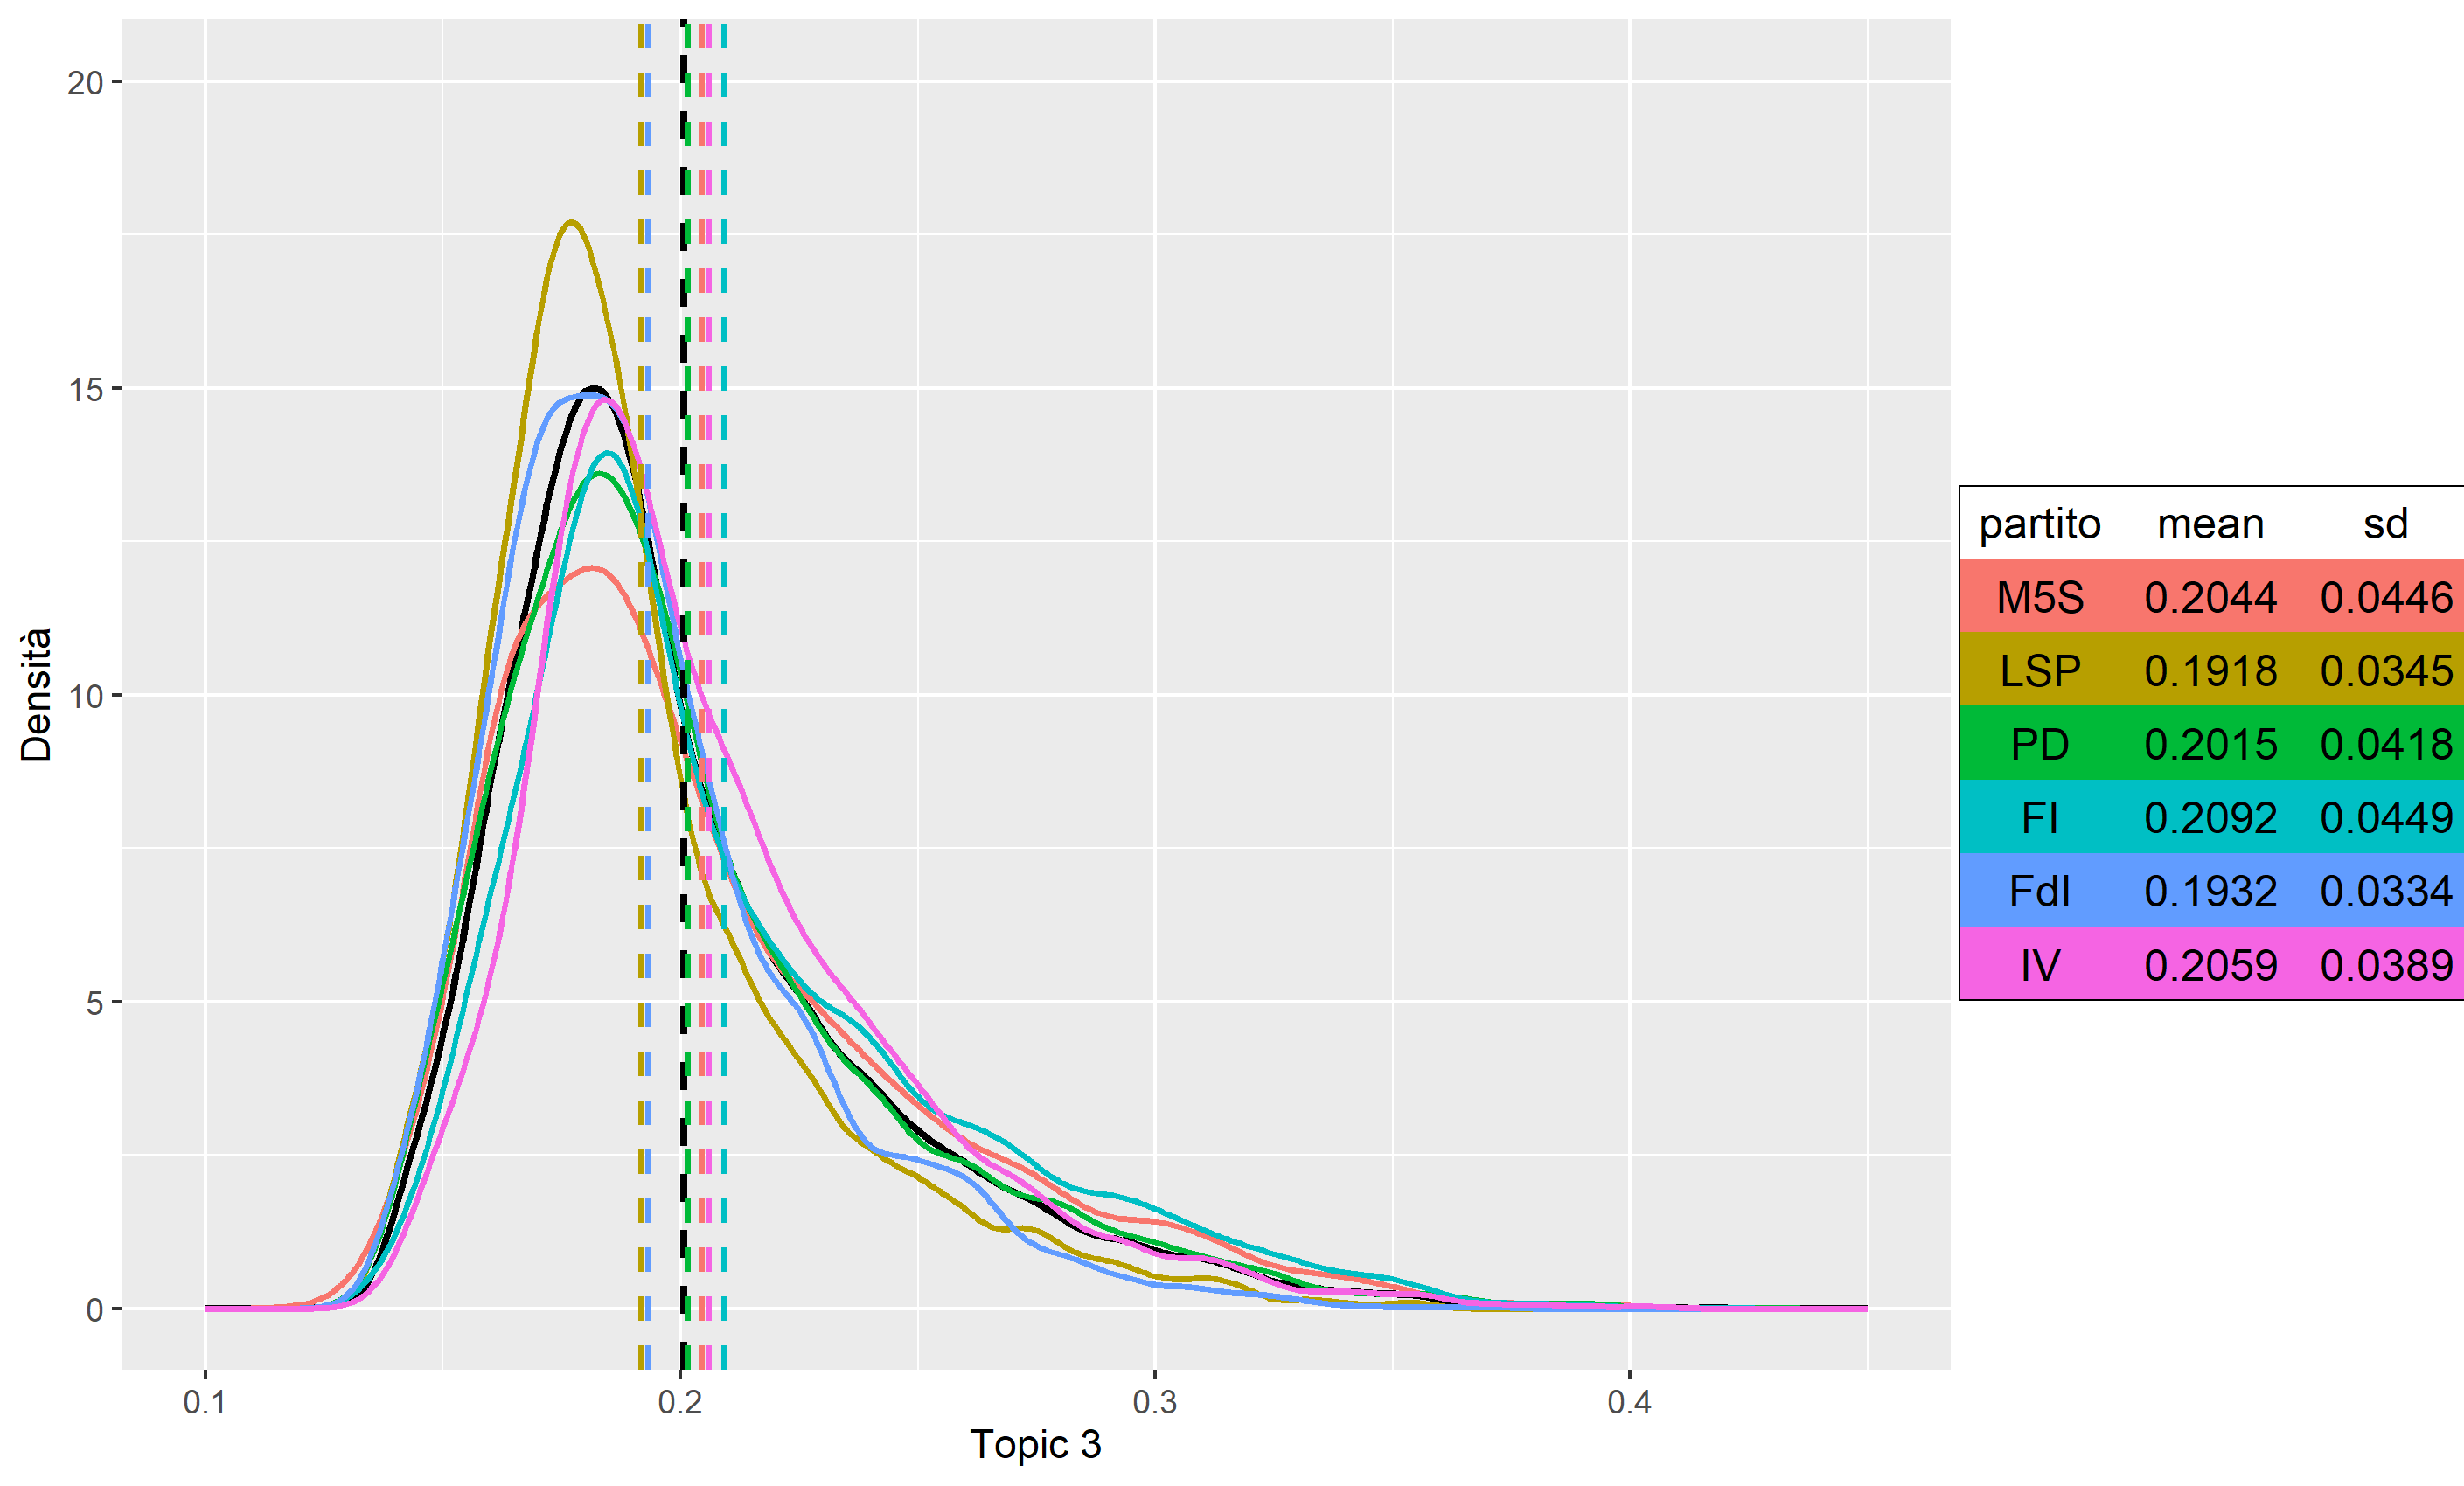 20
15
10
5
0
Densità
0.1 0.2 0.3 0.4
Topic 3
partito mean sd
M5S 0.2044 0.0446
LSP 0.1918 0.0345
PD 0.2015 0.0418
FI 0.2092 0.0449
FdI 0.1932 0.0334
IV 0.2059 0.0389